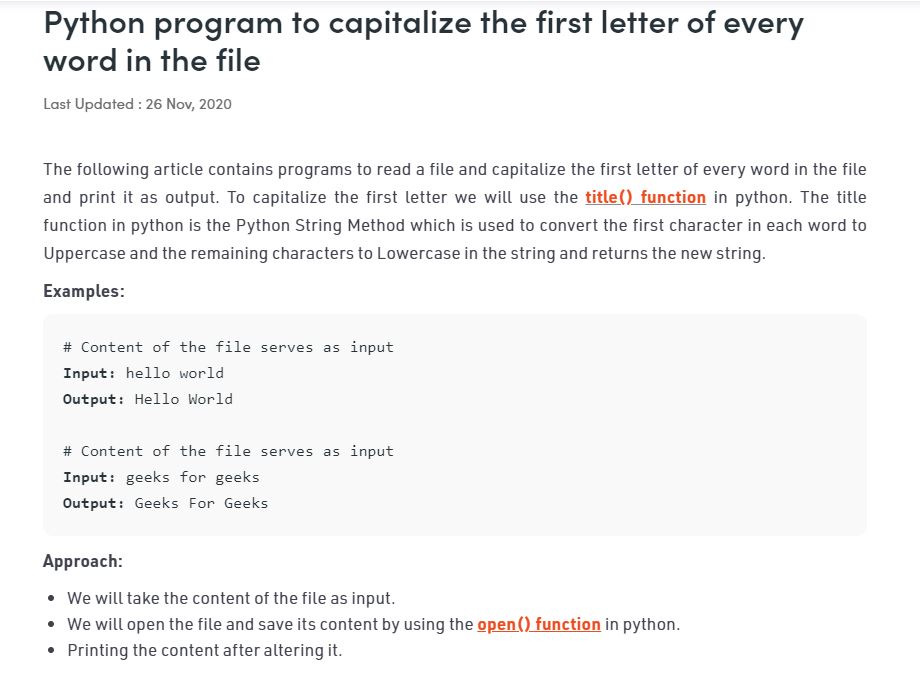 Python program to capitalize the first letter of every
word in the file
Last Updated : 26 Nov, 2020
The following article contains programs to read a file and capitalize the first letter of every word in the file
and print it as output. To capitalize the first letter we will use the title() function in python. The title
function in python is the Python String Method which is used to convert the first character in each word to
Uppercase and the remaining characters to Lowercase in the string and returns the new string.
Examples:
# Content of the file serves as input
Input: hello world
Output: Hello World
# Content of the file serves as input
Input: geeks for geeks
Output: Geeks For Geeks
Approach:
• We will take the content of the file as input.
• We will open the file and save its content by using the open() function in python.
• Printing the content after altering it.